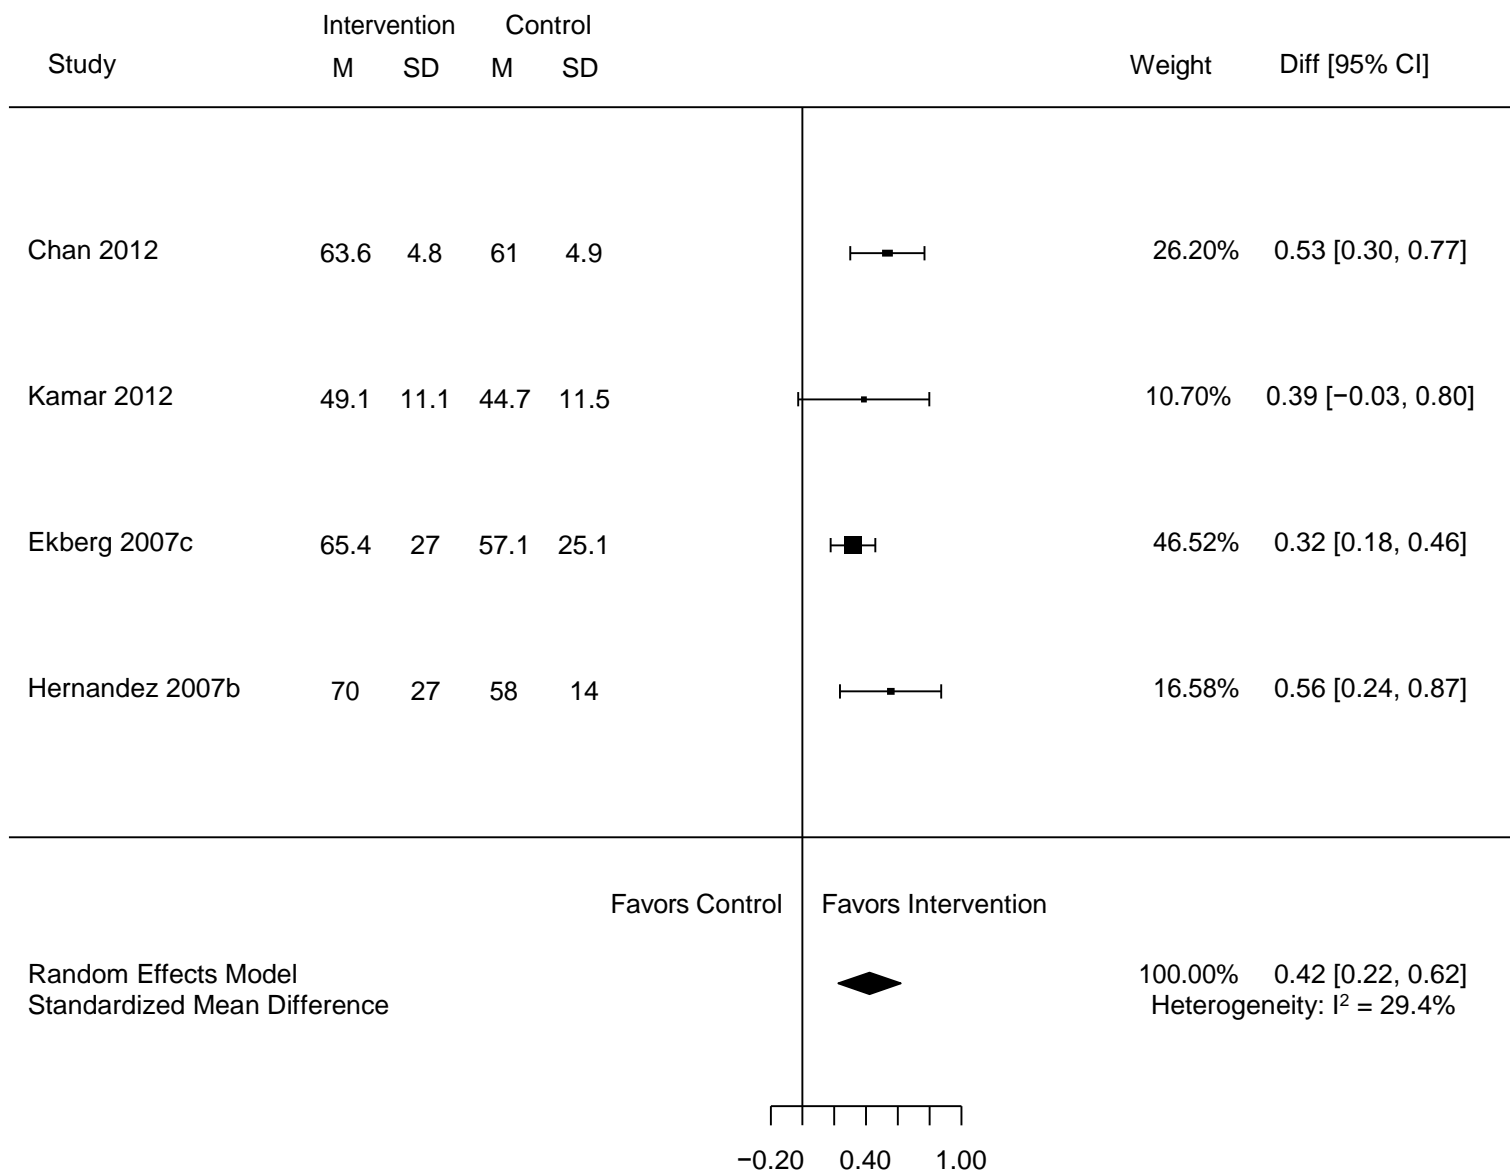 Intervention Control
Study M SD M SD Weight Diff [95% CI]
Chan 2012 63.6 4.8 61 4.9 26.20% 0.53 [0.30, 0.77]
Kamar 2012 49.1 11.1 44.7 11.5 10.70% 0.39 [−0.03, 0.80]
Ekberg 2007c 65.4 27 57.1 25.1 46.52% 0.32 [0.18, 0.46]
Hernandez 2007b 70 27 58 14 16.58% 0.56 [0.24, 0.87]
Favors Control Favors Intervention
Random Effects Model 100.00% 0.42 [0.22, 0.62]
Standardized Mean Difference Heterogeneity: I² = 29.4%
−0.20 0.40 1.00